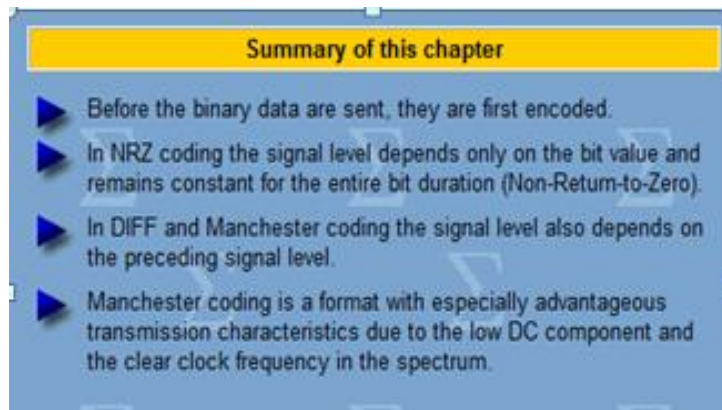 Summary of this chapter
Before the binary data are sent, they are first encoded.
In NRZ coding the signal level depends only on the bit value and
remains constant for the entire bit duration (Non-Return-to-Zero).
In DIFF and Manchester coding the signal level also depends on
the preceding signal level.
Manchester coding is a format with especially advantageous
transmission characteristics due to the low DC component and
the clear clock frequency in the spectrum.